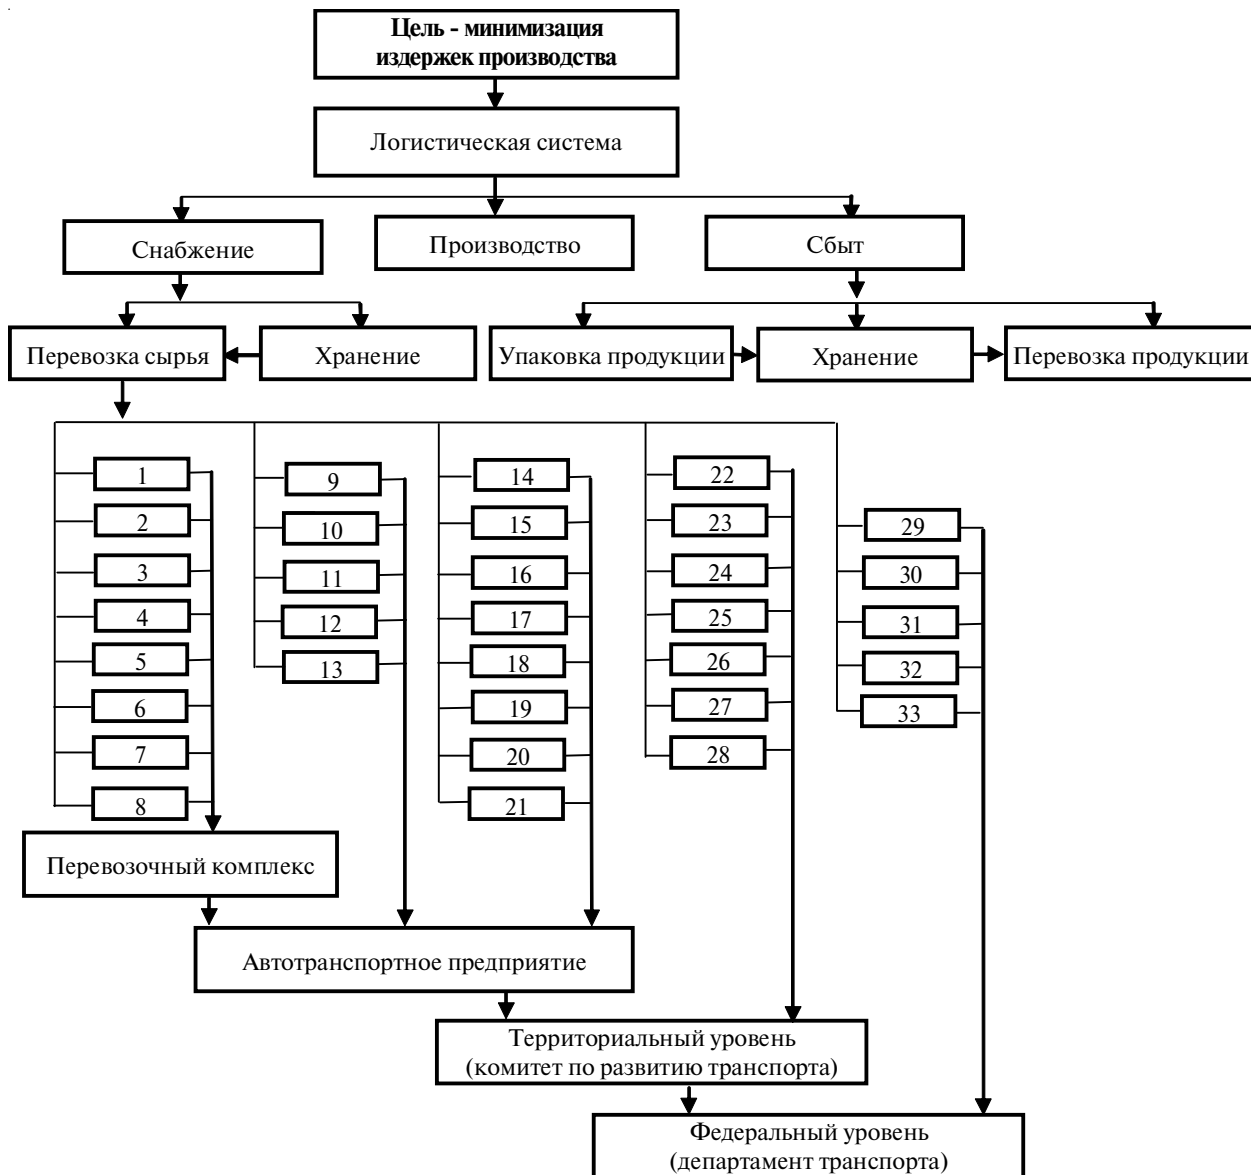 Цель - минимизация
издержек производства
Логистическая система
Снабжение
Производство
Сбыт
Перевозка сырья
Хранение
Упаковка продукции
Хранение
Перевозка продукции
1
2
3
4
5
6
7
8
9
10
11
12
13
14
15
16
17
18
19
20
21
22
23
24
25
26
27
28
29
30
31
32
33
Перевозочный комплекс
Автотранспортное предприятие
Территориальный уровень
(комитет по развитию транспорта)
Федеральный уровень
(департамент транспорта)